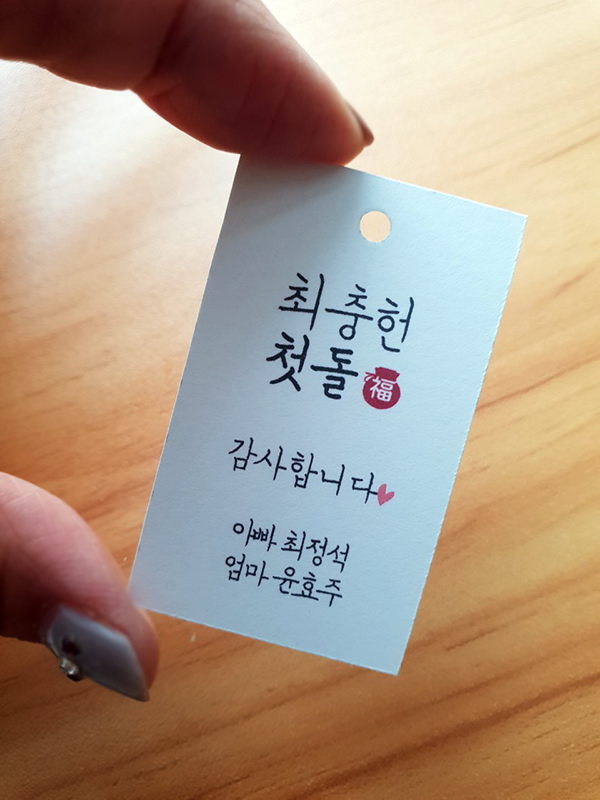 최충헌
첫돌 福
감사합니다
아빠 최정석
엄마 윤효주